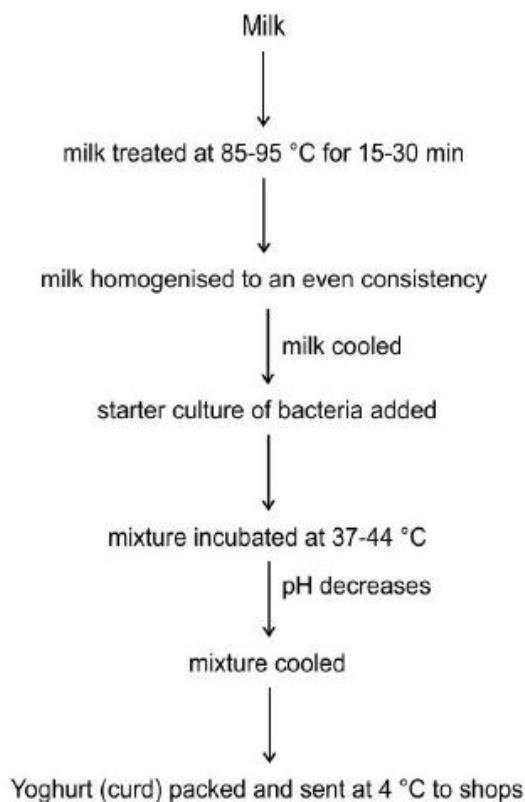 Milk
milk treated at 85-95 °C for 15-30 min
milk homogenised to an even consistency
milk cooled
starter culture of bacteria added
mixture incubated at 37-44 °C
pH decreases
mixture cooled
Yoghurt (curd) packed and sent at 4 °C to shops